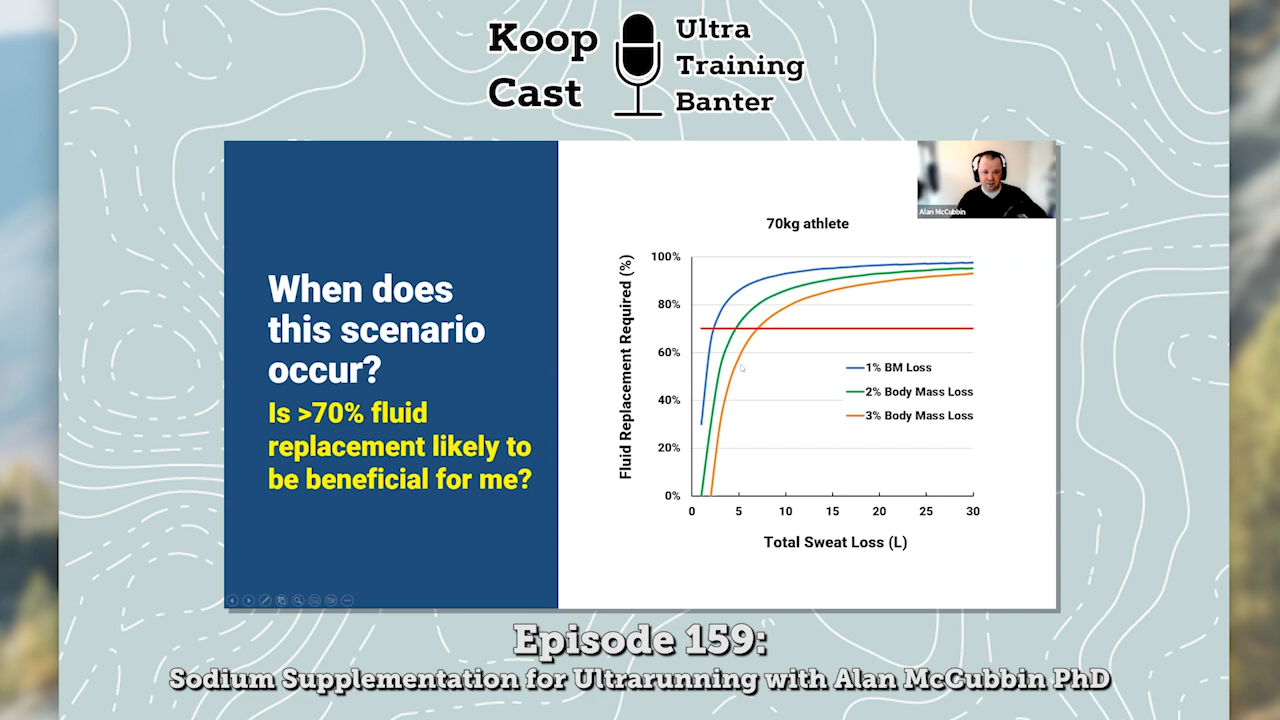 Koop
Cast
Ultra
Training
Banter
Alan McCubbin
When does
this scenario
occur?
Is >70% fluid
replacement likely to
be beneficial for me?
70kg athlete
Fluid Replacement Required (%)
100%
80%
60%
40%
20%
0%
0 5 10 15 20 25 30
Total Sweat Loss (L)
1% BM Loss
2% Body Mass Loss
3% Body Mass Loss
Episode 159:
Sodium Supplementation for Ultrarunning with Alan McCubbin PhD